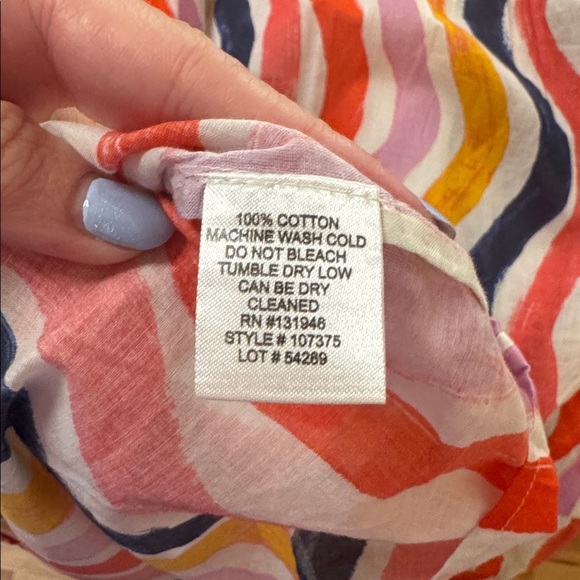 100% COTTON
MACHINE WASH COLD
DO NOT BLEACH
TUMBLE DRY LOW
CAN BE DRY
CLEANED
RN #131946
STYLE # 107375
LOT # 54289